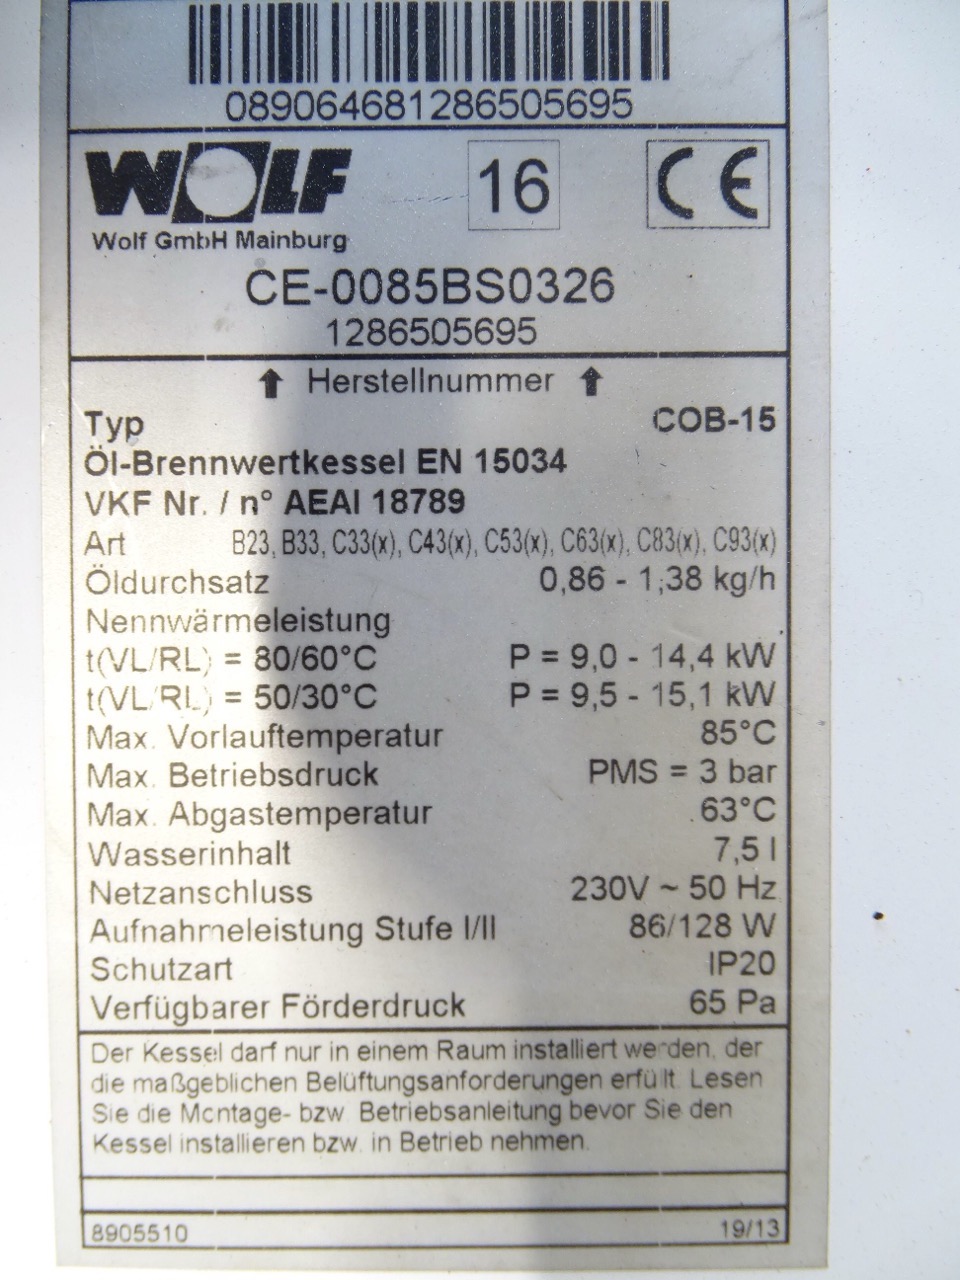 089064681286505695
WOLF 16 CE
Wolf GmbH Mainburg
CE-0085BS0326
1286505695
⬆ Herstellnummer ⬆
Typ COB-15
Öl-Brennwertkessel EN 15034
VKF Nr. / n° AEAI 18789
Art B23, B33, C33(x), C43(x), C53(x), C63(x), C83(x), C93(x)
Öldurchsatz 0,86 - 1,38 kg/h
Nennwärmeleistung
t(VL/RL) = 80/60°C P = 9,0 - 14,4 kW
t(VL/RL) = 50/30°C P = 9,5 - 15,1 kW
Max. Vorlauftemperatur 85°C
Max. Betriebsdruck PMS = 3 bar
Max. Abgastemperatur 63°C
Wasserinhalt 7,5 l
Netzanschluss 230V ~ 50 Hz
Aufnahmeleistung Stufe I/II 86/128 W
Schutzart IP20
Verfügbarer Förderdruck 65 Pa
Der Kessel darf nur in einem Raum installiert werden, der
die maßgeblichen Belüftungsanforderungen erfüllt. Lesen
Sie die Montage- bzw. Betriebsanleitung bevor Sie den
Kessel installieren bzw. in Betrieb nehmen.
8905510 19/13